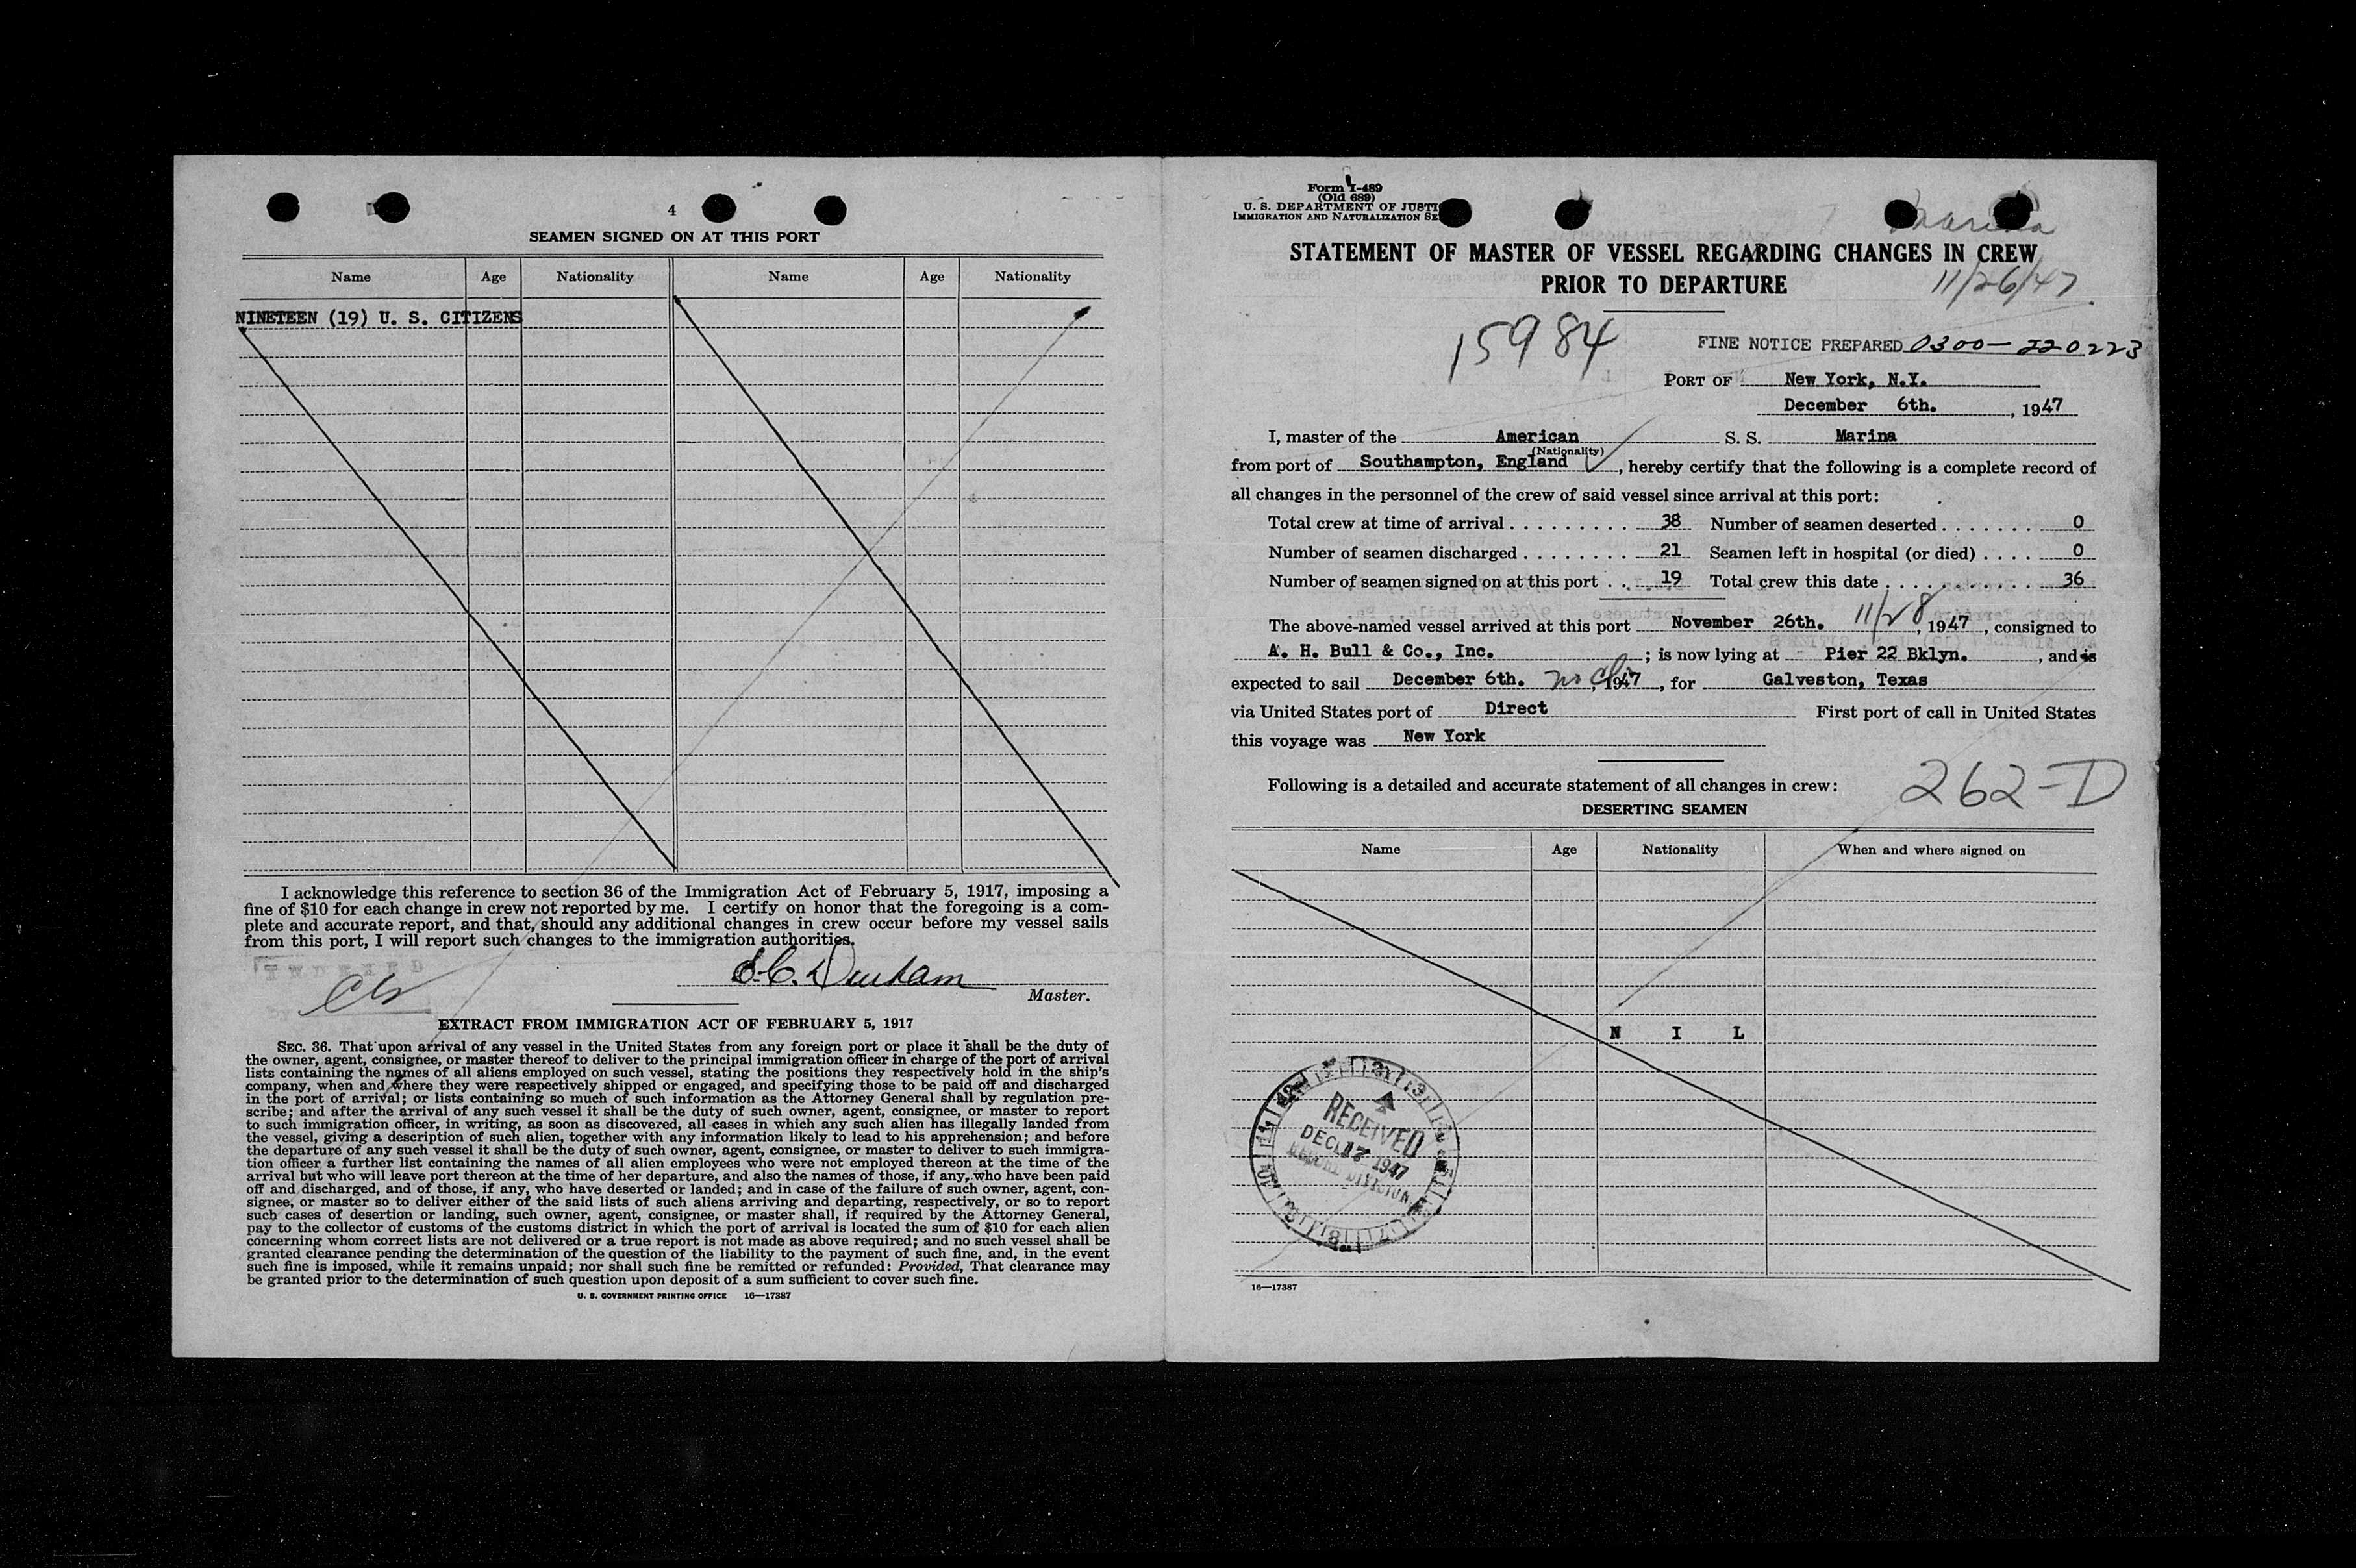 4
SEAMEN SIGNED ON AT THIS PORT
Name Age Nationality Name Age Nationality
NINETEEN (19) U. S. CITIZENS
I acknowledge this reference to section 36 of the Immigration Act of February 5, 1917, imposing a
fine of $10 for each change in crew not reported by me. I certify on honor that the foregoing is a com-
plete and accurate report, and that, should any additional changes in crew occur before my vessel sails
from this port, I will report such changes to the immigration authorities.
INDEXED
Master.
EXTRACT FROM IMMIGRATION ACT OF FEBRUARY 5, 1917
SEC. 36. That upon arrival of any vessel in the United States from any foreign port or place it shall be the duty of
the owner, agent, consignee, or master thereof to deliver to the principal immigration officer in charge of the port of arrival
lists containing the names of all aliens employed on such vessel, stating the positions they respectively hold in the ship's
company, when and where they were respectively shipped or engaged, and specifying those to be paid off and discharged
in the port of arrival; or lists containing so much of such information as the Attorney General shall by regulation pre-
scribe; and after the arrival of any such vessel it shall be the duty of such owner, agent, consignee, or master to report
to such immigration officer, in writing, as soon as discovered, all cases in which any such alien has illegally landed from
the vessel, giving a description of such alien, together with any information likely to lead to his apprehension; and before
the departure of any such vessel it shall be the duty of such owner, agent, consignee, or master to deliver to such immigra-
tion officer a further list containing the names of all alien employees who were not employed thereon at the time of the
arrival but who will leave port thereon at the time of her departure, and also the names of those, if any, who have been paid
off and discharged, and of those, if any, who have deserted or landed; and in case of the failure of such owner, agent, con-
signee, or master so to deliver either of the said lists of such aliens arriving and departing, respectively, or so to report
such cases of desertion or landing, such owner, agent, consignee, or master shall, if required by the Attorney General,
pay to the collector of customs of the customs district in which the port of arrival is located the sum of $10 for each alien
concerning whom correct lists are not delivered or a true report is not made as above required; and no such vessel shall be
granted clearance pending the determination of the question of the liability to the payment of such fine, and, in the event
such fine is imposed, while it remains unpaid; nor shall such fine be remitted or refunded: Provided, That clearance may
be granted prior to the determination of such question upon deposit of a sum sufficient to cover such fine.
U. S. GOVERNMENT PRINTING OFFICE 16—17387
Form I-489
(Old 689)
U. S. DEPARTMENT OF JUSTI
IMMIGRATION AND NATURALIZATION SE
Marina
STATEMENT OF MASTER OF VESSEL REGARDING CHANGES IN CREW
PRIOR TO DEPARTURE
11/26/47
15984
FINE NOTICE PREPARED 0300-220223
PORT OF New York, N.Y.
December 6th. , 1947
I, master of the American S. S. Marina
(Nationality)
from port of Southampton, England , hereby certify that the following is a complete record of
all changes in the personnel of the crew of said vessel since arrival at this port:
Total crew at time of arrival . . . . . . . . . 38 Number of seamen deserted . . . . . . . 0
Number of seamen discharged . . . . . . . . 21 Seamen left in hospital (or died) . . . . 0
Number of seamen signed on at this port . . 19 Total crew this date . . . . . . . . . . . 36
The above-named vessel arrived at this port November 26th. 11/28 , 1947 , consigned to
A. H. Bull & Co., Inc. ; is now lying at Pier 22 Bklyn. , and is
expected to sail December 6th. , 1947 , for Galveston, Texas
via United States port of Direct First port of call in United States
this voyage was New York
Following is a detailed and accurate statement of all changes in crew:
262-D
DESERTING SEAMEN
Name Age Nationality When and where signed on
N I L
RECEIVED
DEC 17 1947
RECORD DIVISION
16—17387